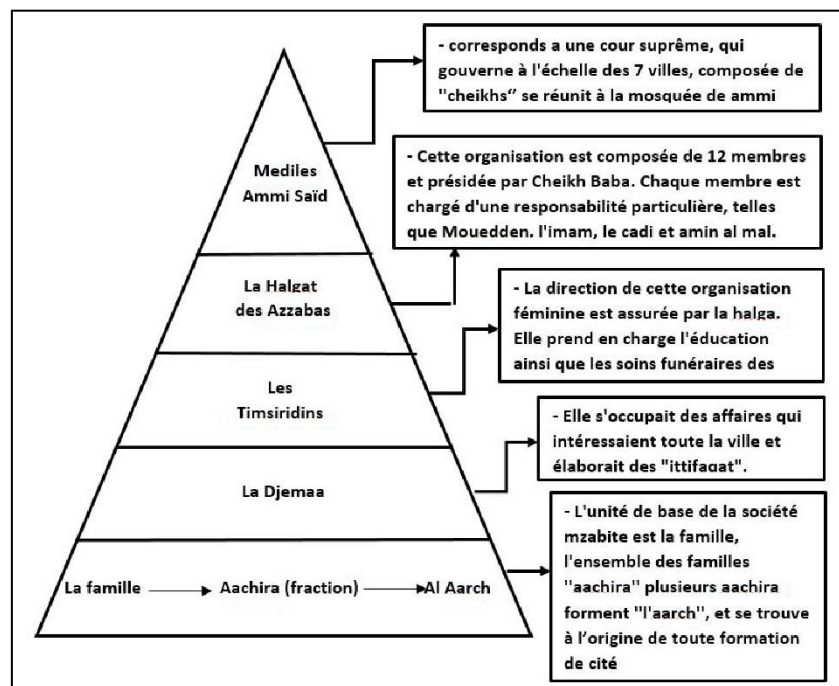 - corresponds a une cour suprême, qui
gouverne à l'échelle des 7 villes, composée de
"cheikhs" se réunit à la mosquée de ammi
Mediles
Ammi Saïd
- Cette organisation est composée de 12 membres
et présidée par Cheikh Baba. Chaque membre est
chargé d'une responsabilité particulière, telles
que Mouedden. l'imam, le cadi et amin al mal.
La Halgat
des Azzabas
- La direction de cette organisation
féminine est assurée par la halga.
Elle prend en charge l'éducation
ainsi que les soins funéraires des
Les
Timsiridins
- Elle s'occupait des affaires qui
intéressaient toute la ville et
élaborait des "ittifaqat".
La Djemaa
- L'unité de base de la société
mzabite est la famille,
l'ensemble des familles
"aachira" plusieurs aachira
forment "l'aarch", et se trouve
à l'origine de toute formation
de cité
La famille Aachira (fraction) Al Aarch